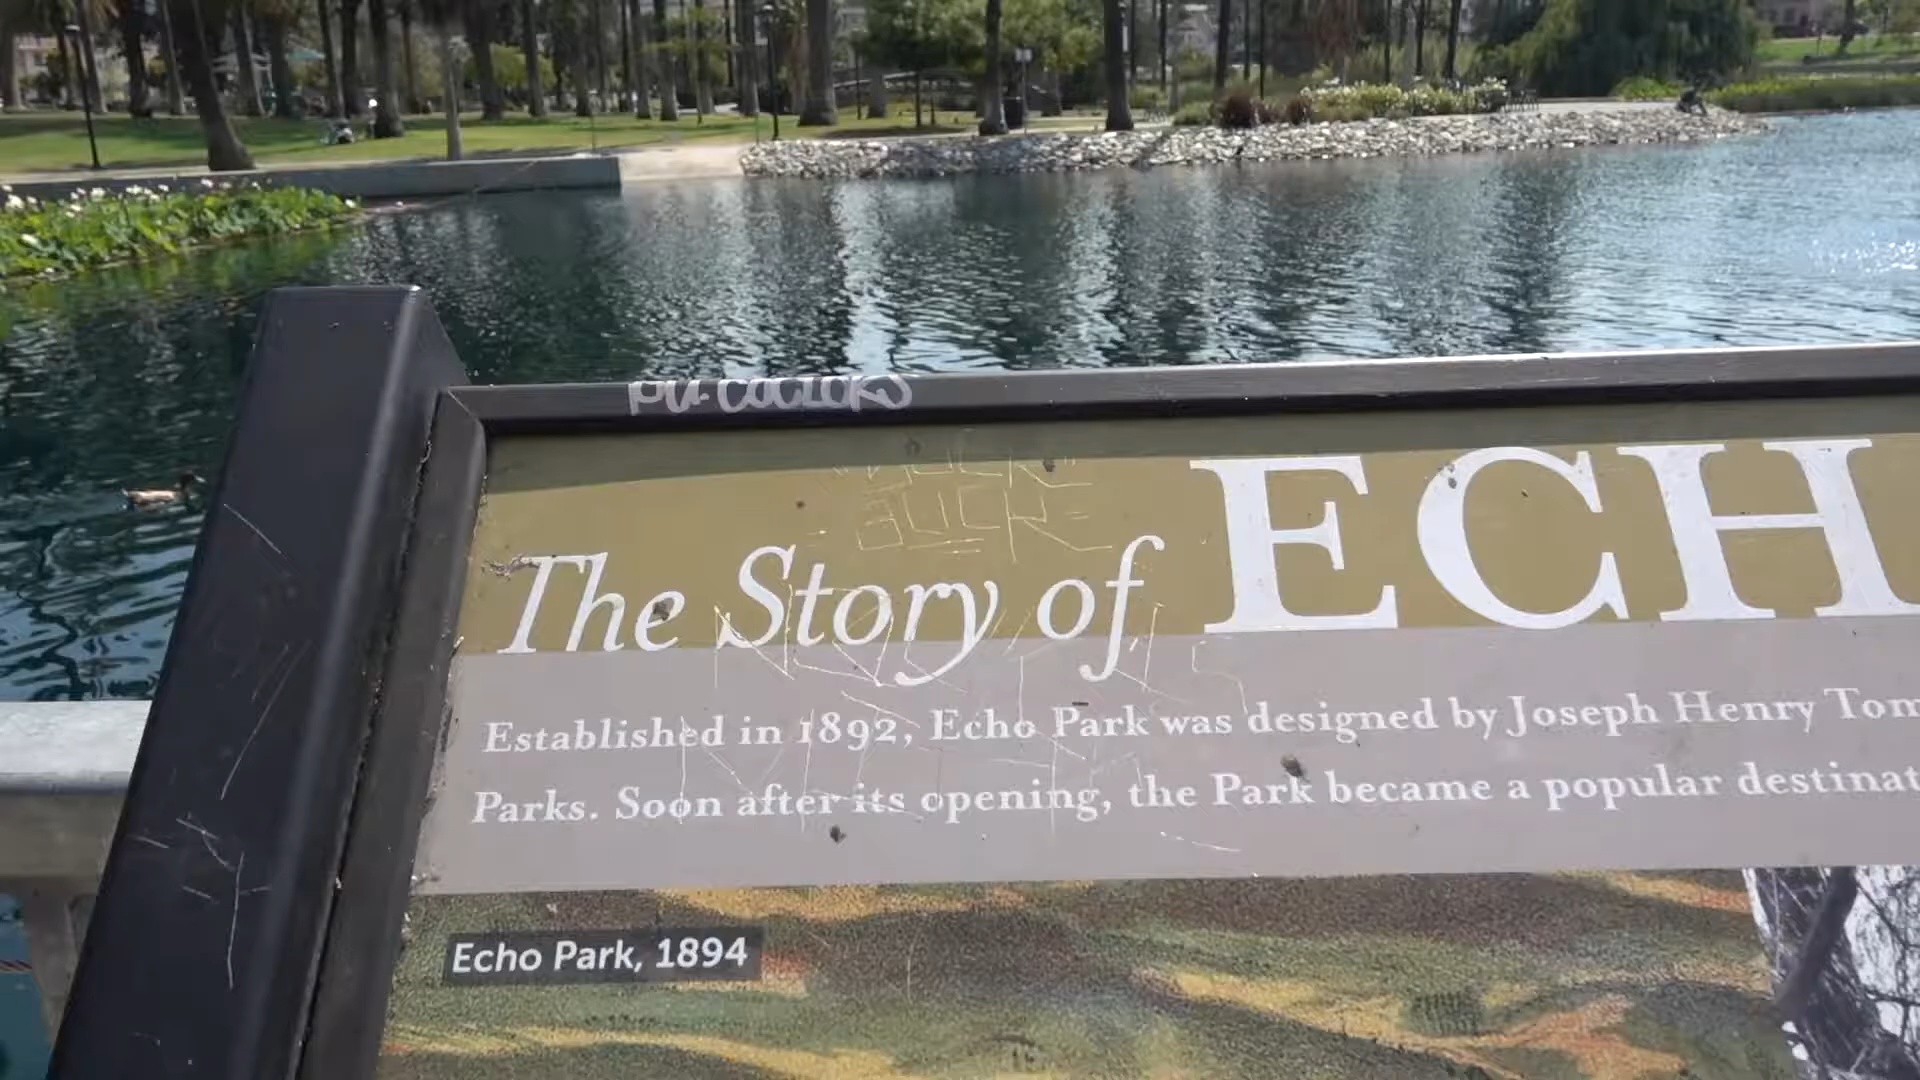 The Story of ECH
Established in 1892, Echo Park was designed by Joseph Henry Tom
Parks. Soon after its opening, the Park became a popular destinat
Echo Park, 1894